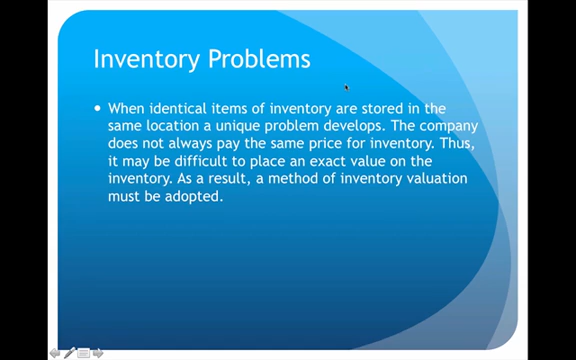 Inventory Problems
• When identical items of inventory are stored in the
same location a unique problem develops. The company
does not always pay the same price for inventory. Thus,
it may be difficult to place an exact value on the
inventory. As a result, a method of inventory valuation
must be adopted.